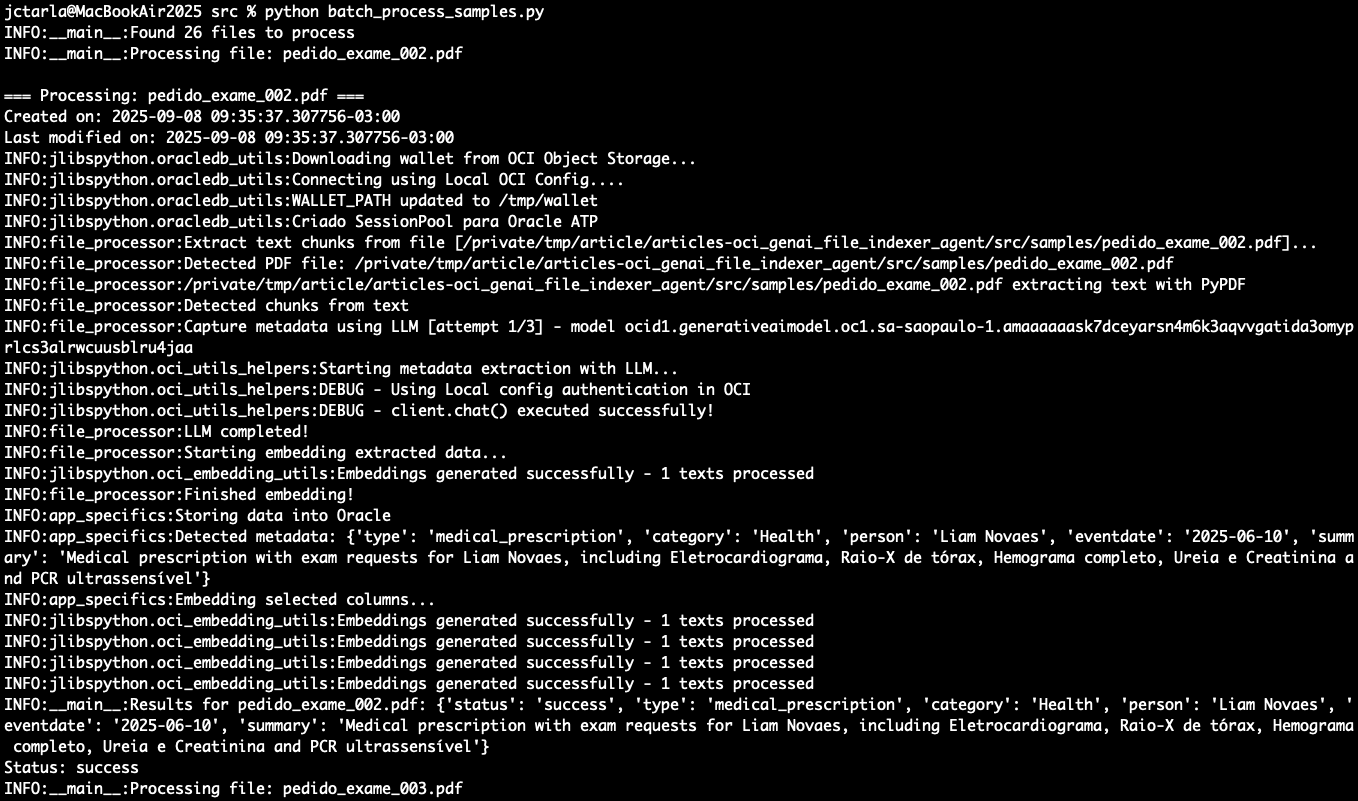 jctarla@MacBookAir2025 src % python batch_process_samples.py
INFO:__main__:Found 26 files to process
INFO:__main__:Processing file: pedido_exame_002.pdf
=== Processing: pedido_exame_002.pdf ===
Created on: 2025-09-08 09:35:37.307756-03:00
Last modified on: 2025-09-08 09:35:37.307756-03:00
INFO:jlibspython.oracledb_utils:Downloading wallet from OCI Object Storage...
INFO:jlibspython.oracledb_utils:Connecting using Local OCI Config....
INFO:jlibspython.oracledb_utils:WALLET_PATH updated to /tmp/wallet
INFO:jlibspython.oracledb_utils:Criado SessionPool para Oracle ATP
INFO:file_processor:Extract text chunks from file [/private/tmp/article/articles-oci_genai_file_indexer_agent/src/samples/pedido_exame_002.pdf]...
INFO:file_processor:Detected PDF file: /private/tmp/article/articles-oci_genai_file_indexer_agent/src/samples/pedido_exame_002.pdf
INFO:file_processor:/private/tmp/article/articles-oci_genai_file_indexer_agent/src/samples/pedido_exame_002.pdf extracting text with PyPDF
INFO:file_processor:Detected chunks from text
INFO:file_processor:Capture metadata using LLM [attempt 1/3] - model ocid1.generativeaimodel.oc1.sa-saopaulo-1.amaaaaaask7dceyarsn4m6k3aqvvgatida3omyp
rlcs3alrwcuusblru4jaa
INFO:jlibspython.oci_utils_helpers:Starting metadata extraction with LLM...
INFO:jlibspython.oci_utils_helpers:DEBUG - Using Local config authentication in OCI
INFO:jlibspython.oci_utils_helpers:DEBUG - client.chat() executed successfully!
INFO:file_processor:LLM completed!
INFO:file_processor:Starting embedding extracted data...
INFO:jlibspython.oci_embedding_utils:Embeddings generated successfully - 1 texts processed
INFO:file_processor:Finished embedding!
INFO:app_specifics:Storing data into Oracle
INFO:app_specifics:Detected metadata: {'type': 'medical_prescription', 'category': 'Health', 'person': 'Liam Novaes', 'eventdate': '2025-06-10', 'summ
ary': 'Medical prescription with exam requests for Liam Novaes, including Eletrocardiograma, Raio-X de tórax, Hemograma completo, Ureia e Creatinina a
nd PCR ultrassensível'}
INFO:app_specifics:Embedding selected columns...
INFO:jlibspython.oci_embedding_utils:Embeddings generated successfully - 1 texts processed
INFO:jlibspython.oci_embedding_utils:Embeddings generated successfully - 1 texts processed
INFO:jlibspython.oci_embedding_utils:Embeddings generated successfully - 1 texts processed
INFO:jlibspython.oci_embedding_utils:Embeddings generated successfully - 1 texts processed
INFO:__main__:Results for pedido_exame_002.pdf: {'status': 'success', 'type': 'medical_prescription', 'category': 'Health', 'person': 'Liam Novaes', '
eventdate': '2025-06-10', 'summary': 'Medical prescription with exam requests for Liam Novaes, including Eletrocardiograma, Raio-X de tórax, Hemograma
 completo, Ureia e Creatinina and PCR ultrassensível'}
Status: success
INFO:__main__:Processing file: pedido_exame_003.pdf